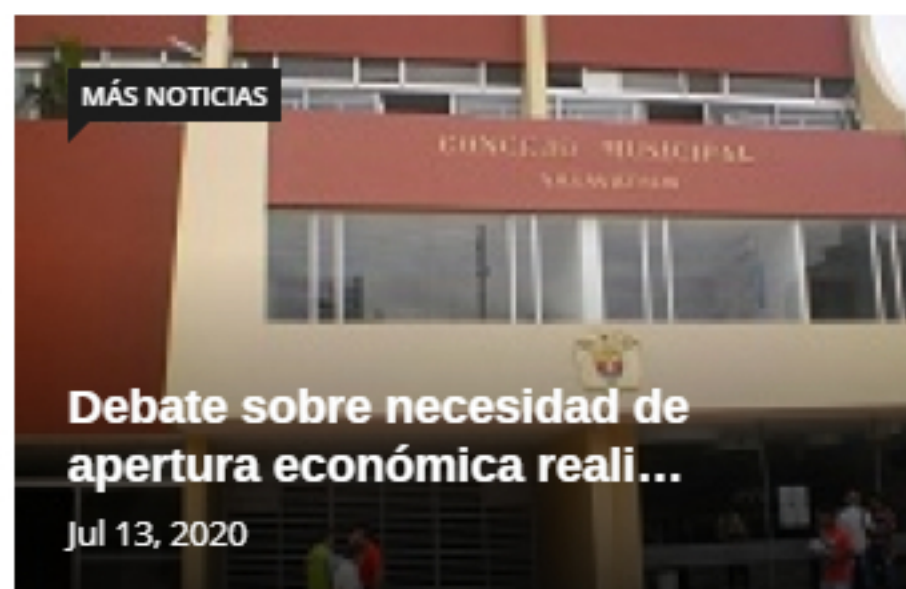 MÁS NOTICIAS
CONCEJO MUNICIPAL
Debate sobre necesidad de
apertura económica reali...
Jul 13, 2020